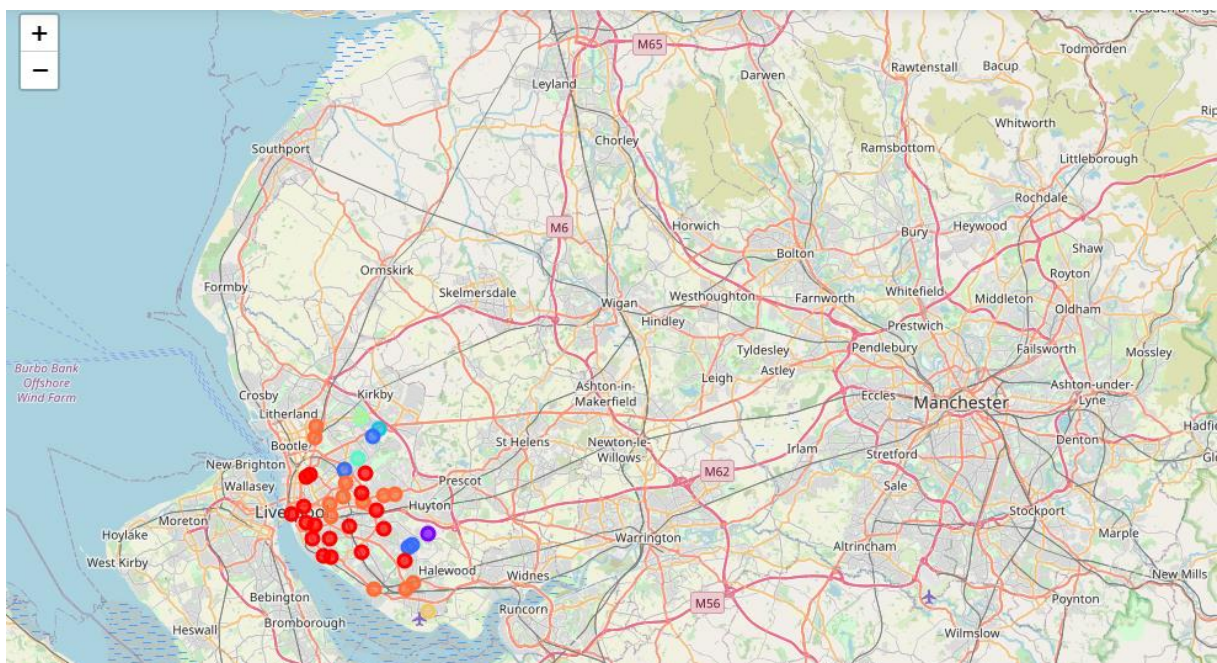 +
−
M65
Todmorden
Rawtenstall
Bacup
Leyland
Darwen
Whitworth
Chorley
Ramsbottom
Southport
Littleborough
Rochdale
M6
Horwich
Bury
Heywood
Shaw
Bolton
Ormskirk
Royton
Formby
Skelmersdale
Wigan
Westhoughton
Farnworth
Whitefield
Middleton
Oldham
Hindley
Prestwich
Failsworth
Mossley
Tyldesley
Pendlebury
Burbo Bank
Offshore
Wind Farm
Astley
Leigh
Ashton-in-
Makerfield
Ashton-under-
Lyne
Crosby
Kirkby
Eccles
Manchester
Litherland
Bootle
St Helens
Newton-le-
Willows
Irlam
Denton
Stretford
New Brighton
M62
Wallasey
Prescot
Sale
Huyton
Moreton
Stockport
Hoylake
Warrington
Altrincham
West Kirby
Halewood
Widnes
New Mills
Bebington
M56
Poynton
Runcorn
Bromborough
Heswall
Wilmslow
Marple